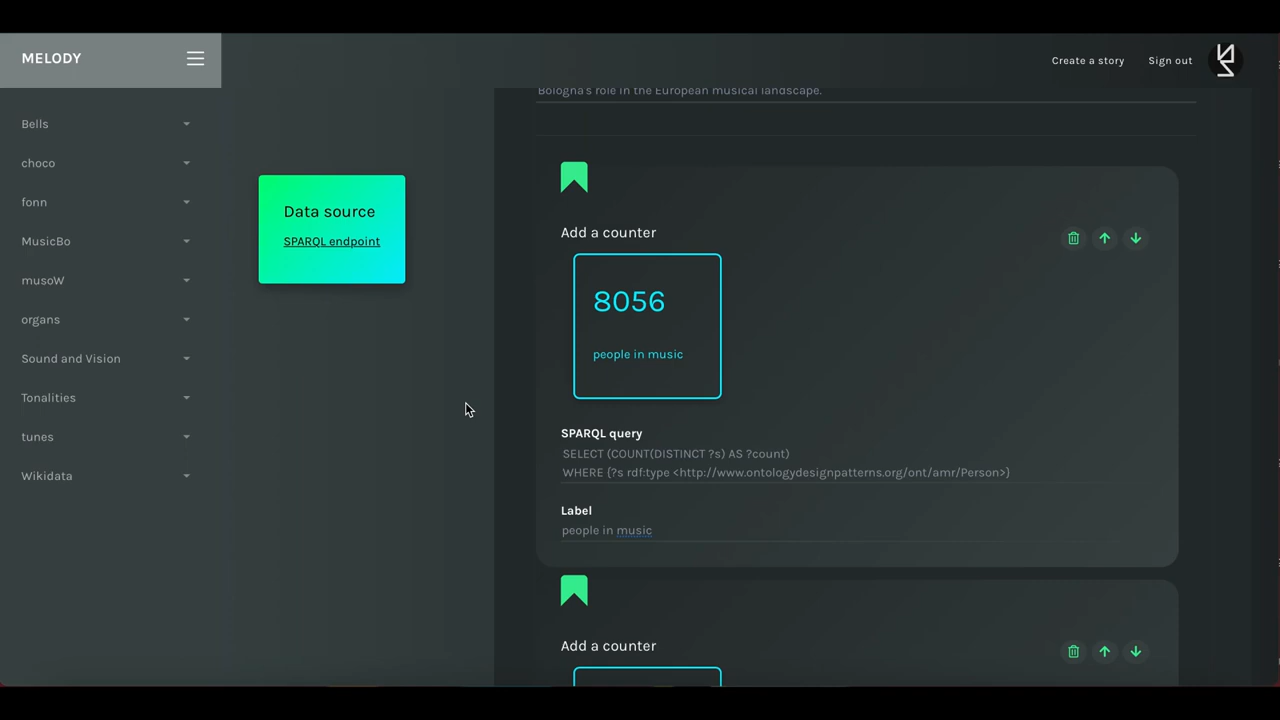 MELODY
Create a story
Sign out
Bells
choco
fonn
MusicBo
musoW
organs
Sound and Vision
Tonalities
tunes
Wikidata
Data source
SPARQL endpoint
Bologna's role in the European musical landscape.
Add a counter
8056
people in music
SPARQL query
SELECT (COUNT(DISTINCT ?s) AS ?count)
WHERE {?s rdf:type <http://www.ontologydesignpatterns.org/ont/amr/Person>}
Label
people in music
Add a counter